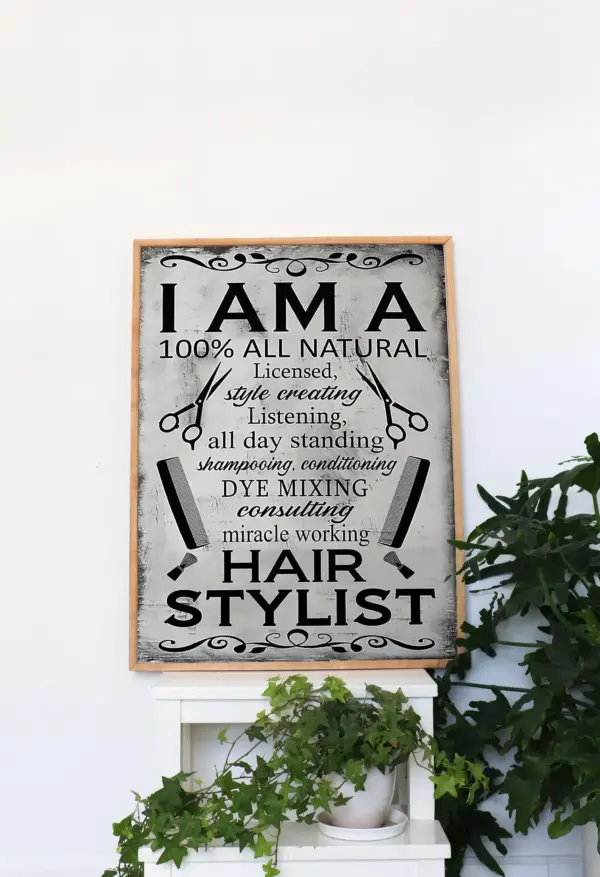 I AM A
100% ALL NATURAL
Licensed,
style creating
Listening,
all day standing
shampooing, conditioning
DYE MIXING
consulting
miracle working
HAIR
STYLIST